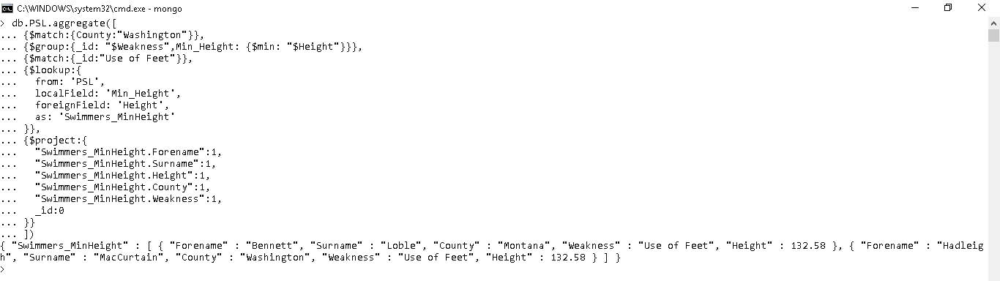 C:\WINDOWS\system32\cmd.exe - mongo
> db.PSL.aggregate([
... {$match:{County:"Washington"}},
... {$group:{_id: "$Weakness",Min_Height: {$min: "$Height"}}},
... {$match:{_id:"Use of Feet"}},
... {$lookup:{
...   from: 'PSL',
...   localField: 'Min_Height',
...   foreignField: 'Height',
...   as: 'Swimmers_MinHeight'
... }},
... {$project:{
...   "Swimmers_MinHeight.Forename":1,
...   "Swimmers_MinHeight.Surname":1,
...   "Swimmers_MinHeight.Height":1,
...   "Swimmers_MinHeight.County":1,
...   "Swimmers_MinHeight.Weakness":1,
...   _id:0
... }}
... ])
{ "Swimmers_MinHeight" : [ { "Forename" : "Bennett", "Surname" : "Loble", "County" : "Montana", "Weakness" : "Use of Feet", "Height" : 132.58 }, { "Forename" : "Hadleig
h", "Surname" : "MacCurtain", "County" : "Washington", "Weakness" : "Use of Feet", "Height" : 132.58 } ] }
>